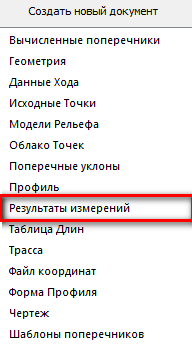 Создать новый документ
Вычисленные поперечники
Геометрия
Данные Хода
Исходные Точки
Модели Рельефа
Облако Точек
Поперечные уклоны
Профиль
Результаты измерений
Таблица Длин
Трасса
Файл координат
Форма Профиля
Чертеж
Шаблоны поперечников